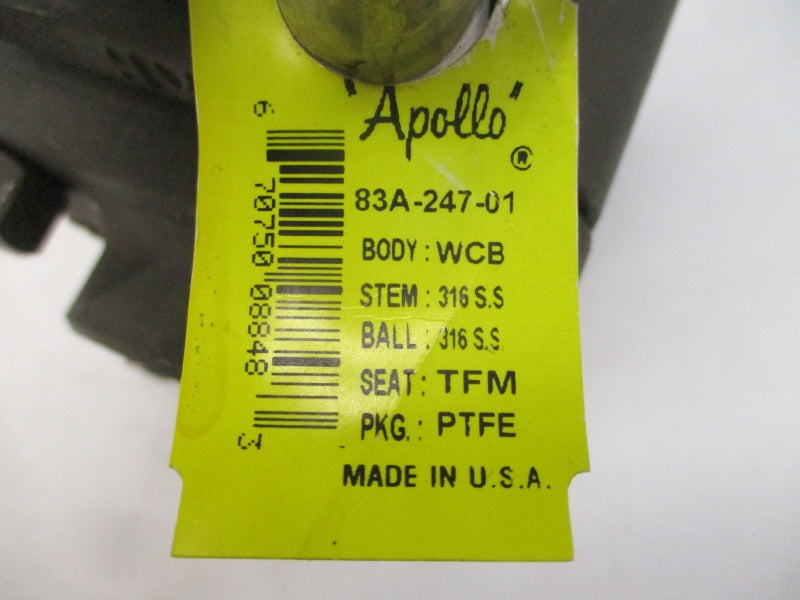 "Apollo"®
83A-247-01
BODY: WCB
STEM: 316 S.S
BALL: 316 S.S.
SEAT: TFM
PKG.: PTFE
MADE IN U.S.A.
6 70750 08848 3